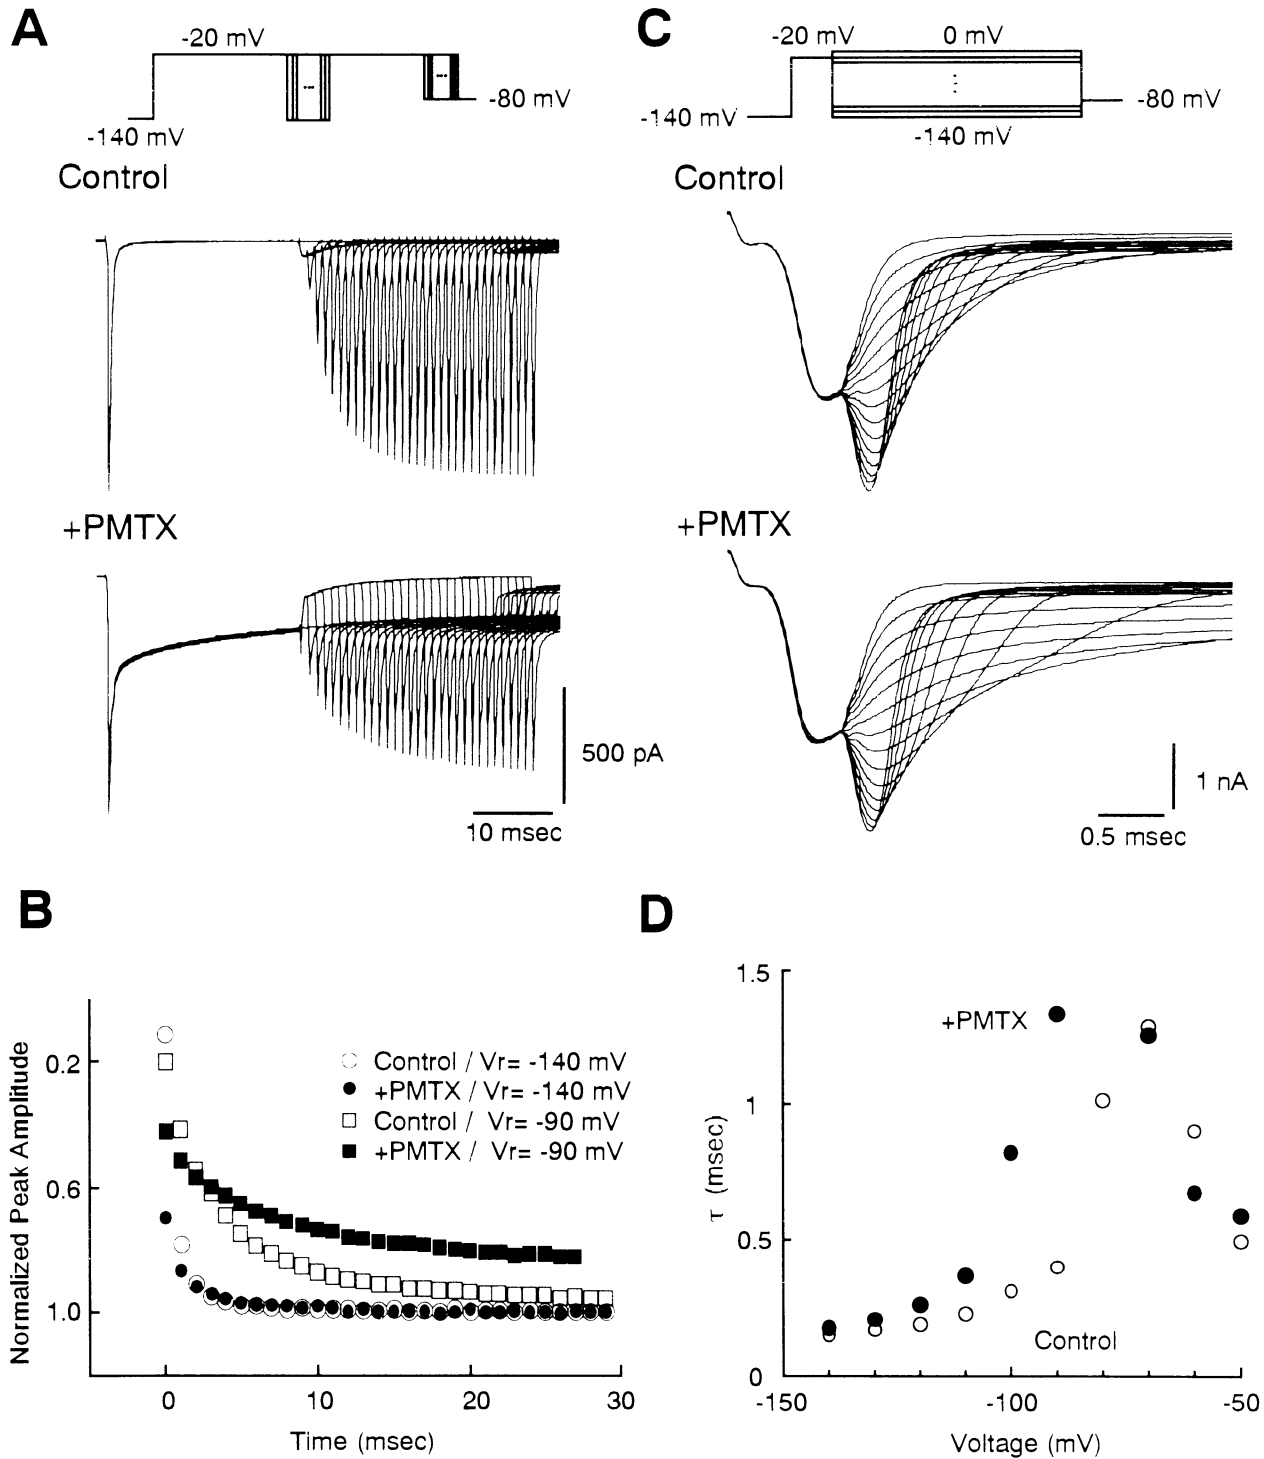 A
-20 mV
-80 mV
-140 mV
Control
+PMTX
500 pA
10 msec
C
-20 mV
0 mV
-80 mV
-140 mV
-140 mV
Control
+PMTX
1 nA
0.5 msec
B
Normalized Peak Amplitude
0.2
0.6
1.0
Control / Vr= -140 mV
+PMTX / Vr= -140 mV
Control / Vr= -90 mV
+PMTX / Vr= -90 mV
0
10
20
30
Time (msec)
D
τ (msec)
1.5
1
0.5
0
+PMTX
Control
-150
-100
-50
Voltage (mV)